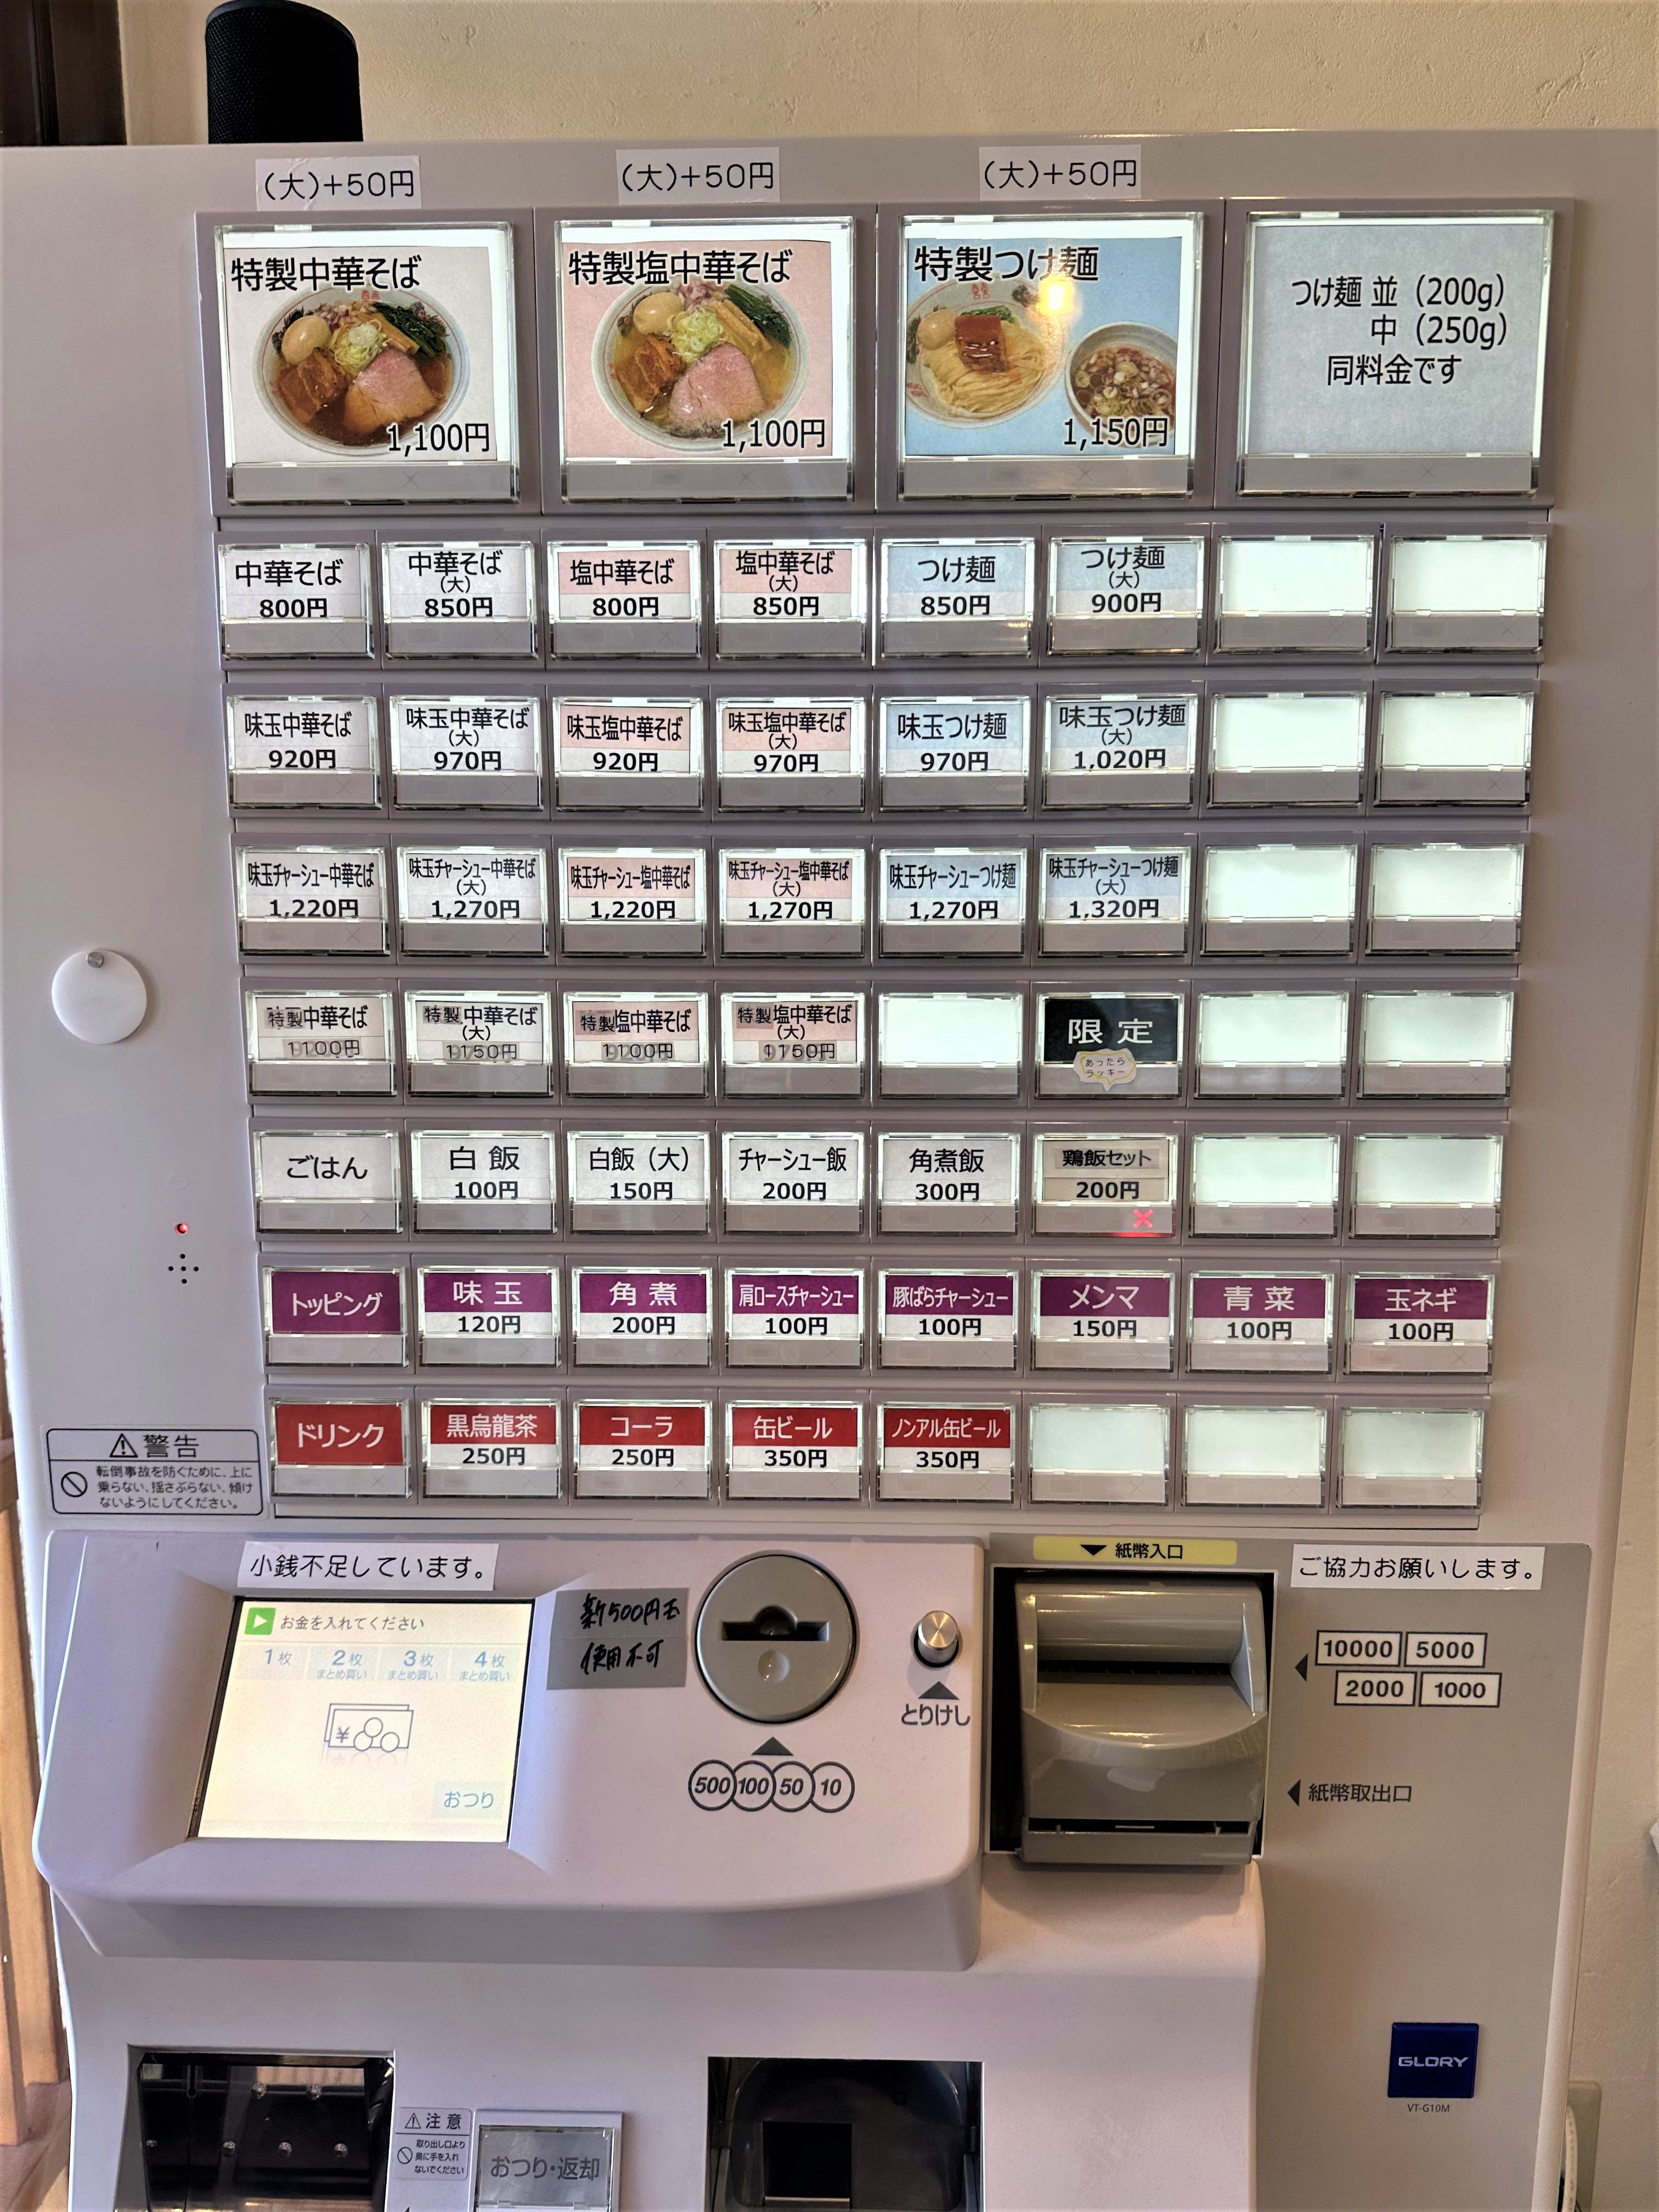 (大)+50円
(大)+50円
(大)+50円
特製中華そば
1,100円
特製塩中華そば
1,100円
特製つけ麺
1,150円
つけ麺 並（200g）
中（250g）
同料金です
中華そば
800円
中華そば
(大)
850円
塩中華そば
800円
塩中華そば
(大)
850円
つけ麺
850円
つけ麺
(大)
900円
味玉中華そば
920円
味玉中華そば
(大)
970円
味玉塩中華そば
920円
味玉塩中華そば
(大)
970円
味玉つけ麺
970円
味玉つけ麺
(大)
1,020円
味玉チャーシュー中華そば
1,220円
味玉チャーシュー中華そば
(大)
1,270円
味玉チャーシュー塩中華そば
1,220円
味玉チャーシュー塩中華そば
(大)
1,270円
味玉チャーシューつけ麺
1,270円
味玉チャーシューつけ麺
(大)
1,320円
特製中華そば
1100円
特製中華そば
(大)
1150円
特製塩中華そば
1100円
特製塩中華そば
(大)
1150円
限定
あったら
ラッキー
ごはん
白飯
100円
白飯（大）
150円
チャーシュー飯
200円
角煮飯
300円
鶏飯セット
200円
トッピング
味玉
120円
角煮
200円
肩ロースチャーシュー
100円
豚ばらチャーシュー
100円
メンマ
150円
青菜
100円
玉ネギ
100円
ドリンク
黒烏龍茶
250円
コーラ
250円
缶ビール
350円
ノンアル缶ビール
350円
警告
転倒事故を防ぐために、上に
乗らない、揺さぶらない、傾け
ないようにしてください。
小銭不足しています。
ご協力お願いします。
紙幣入口
お金を入れてください
1枚
2枚
まとめ買い
3枚
まとめ買い
4枚
まとめ買い
¥
おつり
新500円玉
使用不可
とりけし
500 100 50 10
10000 5000
2000 1000
紙幣取出口
GLORY
VT-G10M
注意
取り出し口より
奥に手を入れ
ないでください
おつり・返却